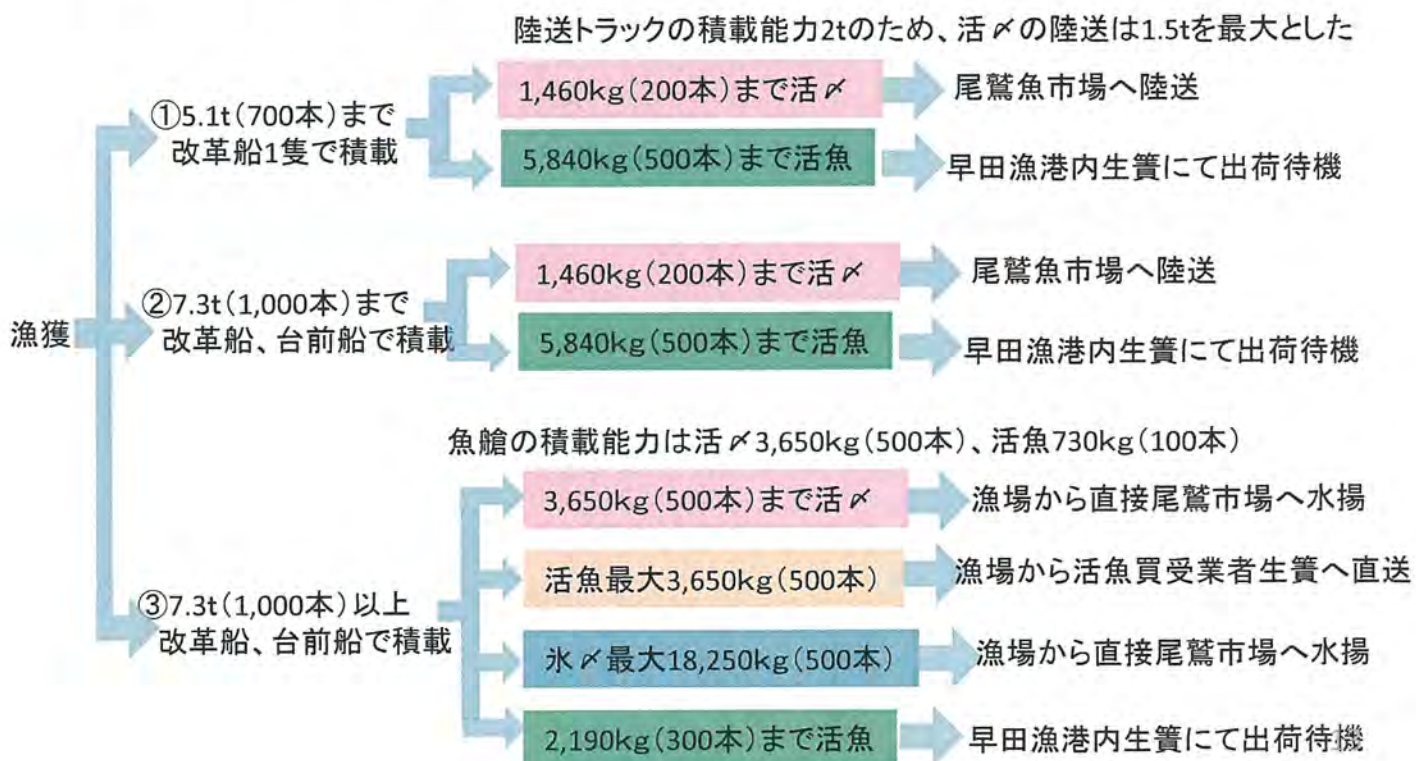 陸送トラックの積載能力2tのため、活〆の陸送は1.5tを最大とした
漁獲
①5.1t(700本)まで
改革船1隻で積載
1,460kg(200本)まで活〆
尾鷲魚市場へ陸送
5,840kg(500本)まで活魚
早田漁港内生簀にて出荷待機
②7.3t(1,000本)まで
改革船、台前船で積載
1,460kg(200本)まで活〆
尾鷲魚市場へ陸送
5,840kg(500本)まで活魚
早田漁港内生簀にて出荷待機
魚艙の積載能力は活〆3,650kg(500本)、活魚730kg(100本)
③7.3t(1,000本)以上
改革船、台前船で積載
3,650kg(500本)まで活〆
漁場から直接尾鷲市場へ水揚
活魚最大3,650kg(500本)
漁場から活魚買受業者生簀へ直送
氷〆最大18,250kg(500本)
漁場から直接尾鷲市場へ水揚
2,190kg(300本)まで活魚
早田漁港内生簀にて出荷待機